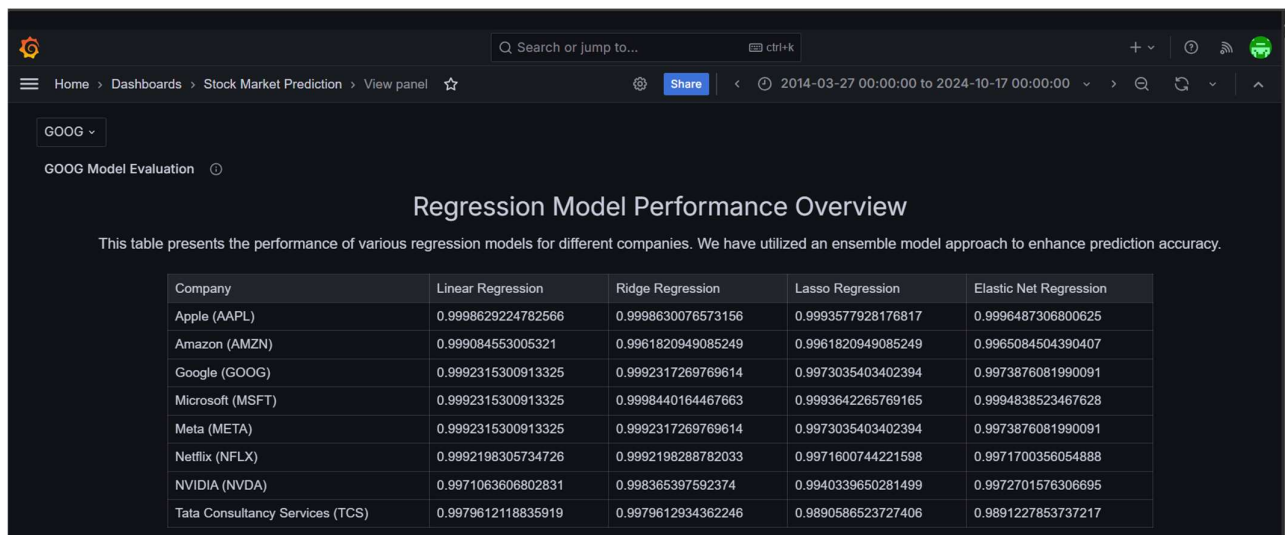 Search or jump to... ctrl+k
Home > Dashboards > Stock Market Prediction > View panel Share 2014-03-27 00:00:00 to 2024-10-17 00:00:00
GOOG
GOOG Model Evaluation
Regression Model Performance Overview
This table presents the performance of various regression models for different companies. We have utilized an ensemble model approach to enhance prediction accuracy.
Company Linear Regression Ridge Regression Lasso Regression Elastic Net Regression
Apple (AAPL) 0.9998629224782566 0.9998630076573156 0.9993577928176817 0.9996487306800625
Amazon (AMZN) 0.999084553005321 0.9961820949085249 0.9961820949085249 0.9965084504390407
Google (GOOG) 0.9992315300913325 0.9992317269769614 0.9973035403402394 0.9973876081990091
Microsoft (MSFT) 0.9992315300913325 0.9998440164467663 0.9993642265769165 0.9994838523467628
Meta (META) 0.9992315300913325 0.9992317269769614 0.9973035403402394 0.9973876081990091
Netflix (NFLX) 0.9992198305734726 0.9992198288782033 0.9971600744221598 0.9971700356054888
NVIDIA (NVDA) 0.9971063606802831 0.998365397592374 0.9940339650281499 0.9972701576306695
Tata Consultancy Services (TCS) 0.9979612118835919 0.9979612934362246 0.9890586523727406 0.9891227853737217